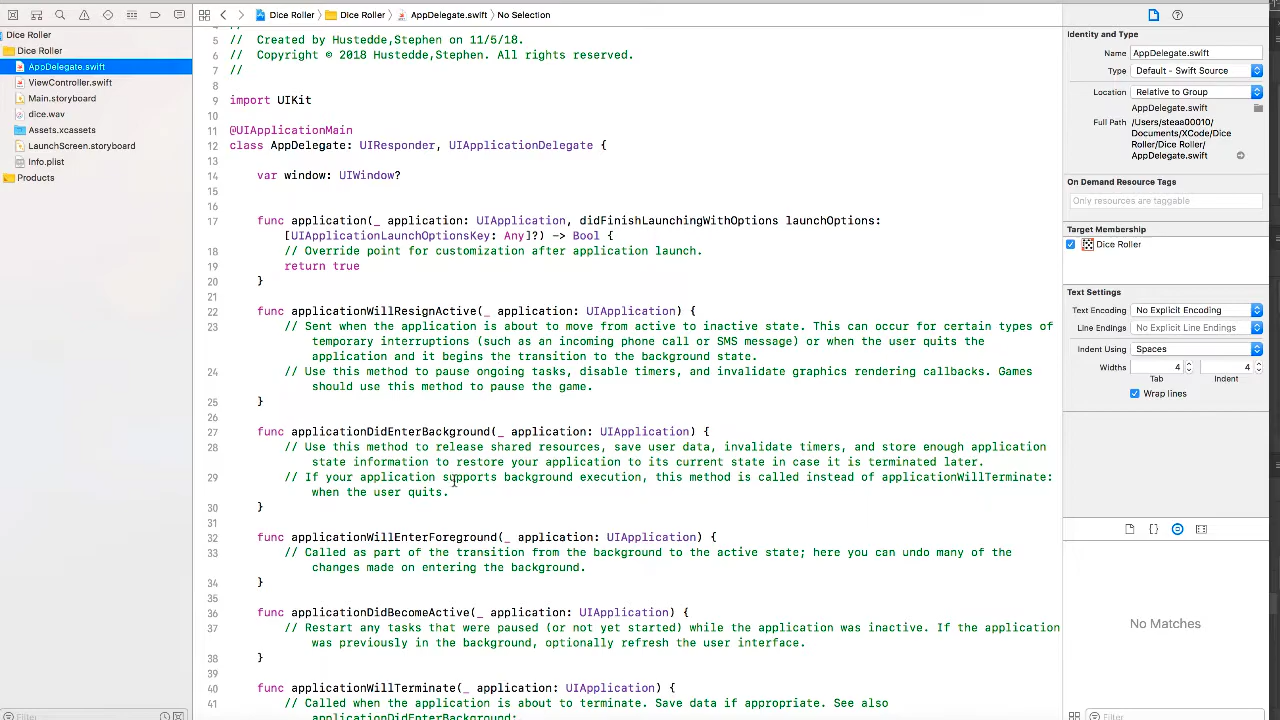 Dice Roller
Dice Roller
AppDelegate.swift
No Selection
Dice Roller
Dice Roller
AppDelegate.swift
ViewController.swift
Main.storyboard
dice.wav
Assets.xcassets
LaunchScreen.storyboard
Info.plist
Products
Filter
5 // Created by Hustedde,Stephen on 11/5/18.
6 // Copyright © 2018 Hustedde,Stephen. All rights reserved.
7 //
8
9 import UIKit
10
11 @UIApplicationMain
12 class AppDelegate: UIResponder, UIApplicationDelegate {
13
14 var window: UIWindow?
15
16
17 func application(_ application: UIApplication, didFinishLaunchingWithOptions launchOptions:
[UIApplicationLaunchOptionsKey: Any]?) -> Bool {
18 // Override point for customization after application launch.
19 return true
20 }
21
22 func applicationWillResignActive(_ application: UIApplication) {
23 // Sent when the application is about to move from active to inactive state. This can occur for certain types of
temporary interruptions (such as an incoming phone call or SMS message) or when the user quits the
application and it begins the transition to the background state.
24 // Use this method to pause ongoing tasks, disable timers, and invalidate graphics rendering callbacks. Games
should use this method to pause the game.
25 }
26
27 func applicationDidEnterBackground(_ application: UIApplication) {
28 // Use this method to release shared resources, save user data, invalidate timers, and store enough application
state information to restore your application to its current state in case it is terminated later.
29 // If your application supports background execution, this method is called instead of applicationWillTerminate:
when the user quits.
30 }
31
32 func applicationWillEnterForeground(_ application: UIApplication) {
33 // Called as part of the transition from the background to the active state; here you can undo many of the
changes made on entering the background.
34 }
35
36 func applicationDidBecomeActive(_ application: UIApplication) {
37 // Restart any tasks that were paused (or not yet started) while the application was inactive. If the application
was previously in the background, optionally refresh the user interface.
38 }
39
40 func applicationWillTerminate(_ application: UIApplication) {
41 // Called when the application is about to terminate. Save data if appropriate. See also
applicationDidEnterBackground:.
Identity and Type
Name AppDelegate.swift
Type Default - Swift Source
Location Relative to Group
AppDelegate.swift
Full Path /Users/steaa00010/
Documents/XCode/Dice
Roller/Dice Roller/
AppDelegate.swift
On Demand Resource Tags
Only resources are taggable
Target Membership
Dice Roller
Text Settings
Text Encoding No Explicit Encoding
Line Endings No Explicit Line Endings
Indent Using Spaces
Widths 4 4
Tab Indent
Wrap lines
No Matches
Filter